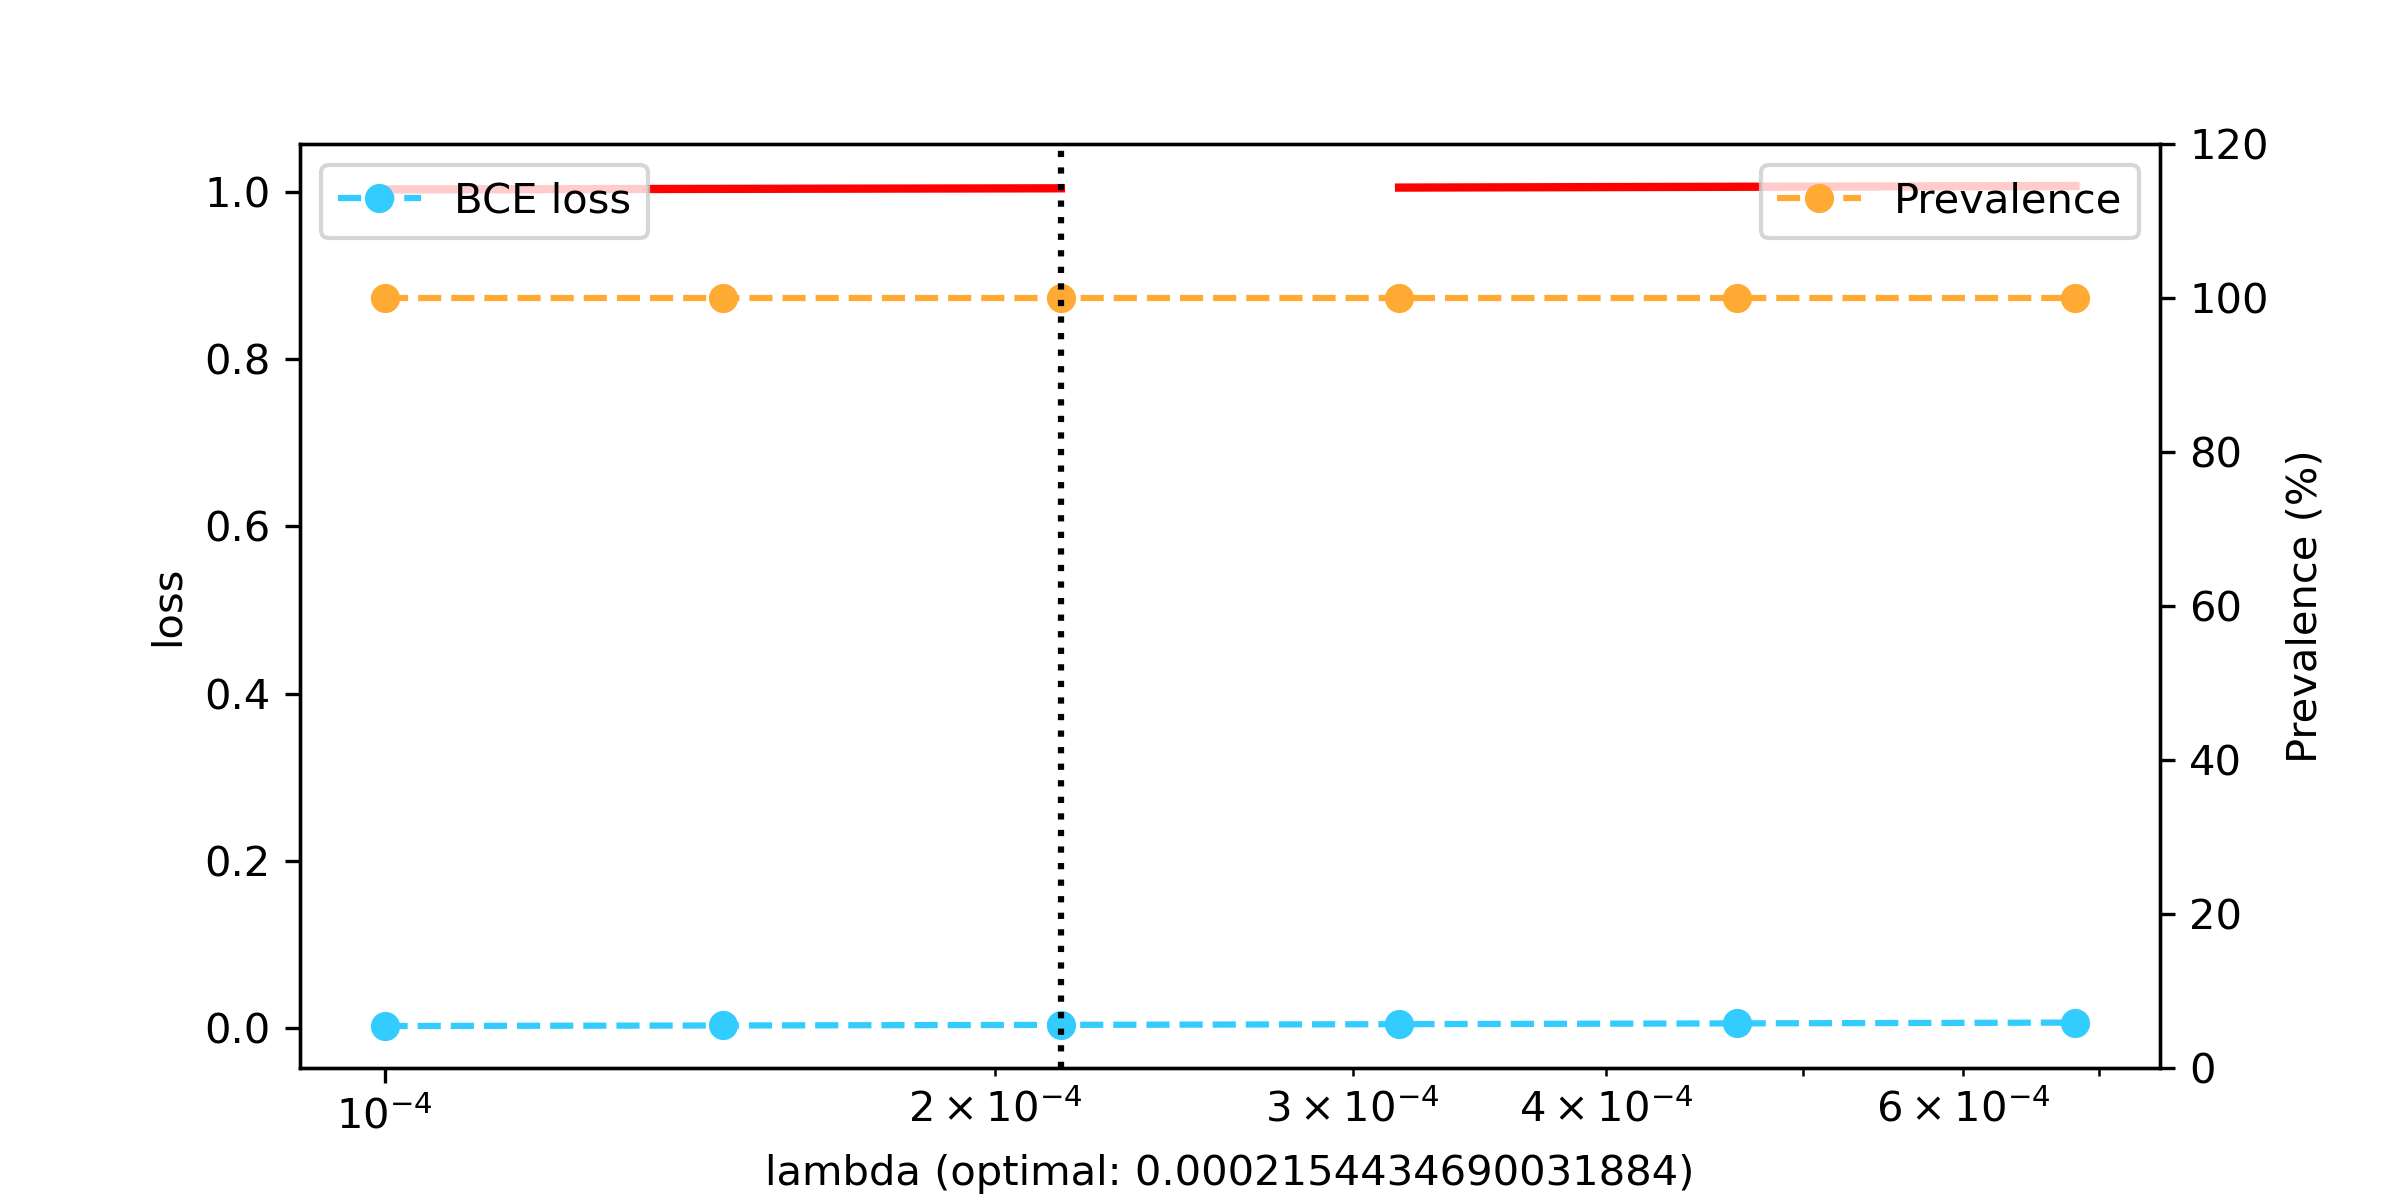 BCE loss
Prevalence
1.0
0.8
0.6
0.4
0.2
0.0
loss
120
100
80
60
40
20
0
Prevalence (%)
10⁻⁴
2 × 10⁻⁴
3 × 10⁻⁴
4 × 10⁻⁴
6 × 10⁻⁴
lambda (optimal: 0.00021544434690031884)